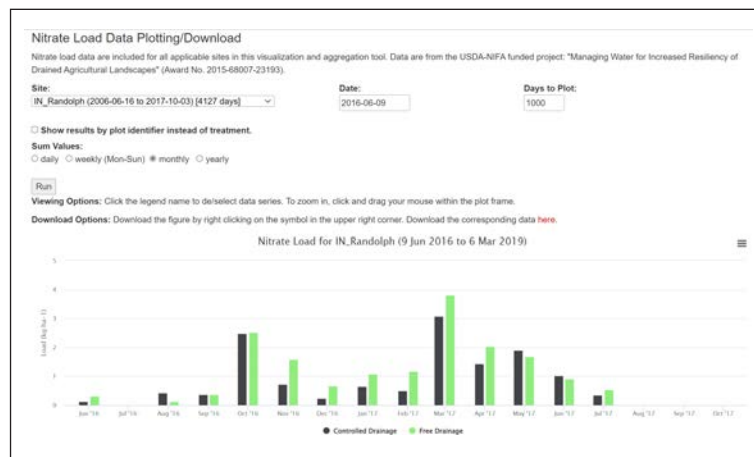 Nitrate Load Data Plotting/Download
Nitrate load data are included for all applicable sites in this visualization and aggregation tool. Data are from the USDA-NIFA funded project: "Managing Water for Increased Resiliency of
Drained Agricultural Landscapes" (Award No. 2015-68007-23193).
Site: Date: Days to Plot:
IN_Randolph (2006-06-16 to 2017-10-03) [4127 days] 2016-06-09 1000
Show results by plot identifier instead of treatment.
Sum Values:
daily weekly (Mon-Sun) monthly yearly
Run
Viewing Options: Click the legend name to de/select data series. To zoom in, click and drag your mouse within the plot frame.
Download Options: Download the figure by right clicking on the symbol in the upper right corner. Download the corresponding data here.
Nitrate Load for IN_Randolph (9 Jun 2016 to 6 Mar 2019)
5
4
3
2
1
0
Load (kg ha-1)
Jun '16 Jul '16 Aug '16 Sep '16 Oct '16 Nov '16 Dec '16 Jan '17 Feb '17 Mar '17 Apr '17 May '17 Jun '17 Jul '17 Aug '17 Sep '17 Oct '17
Controlled Drainage Free Drainage